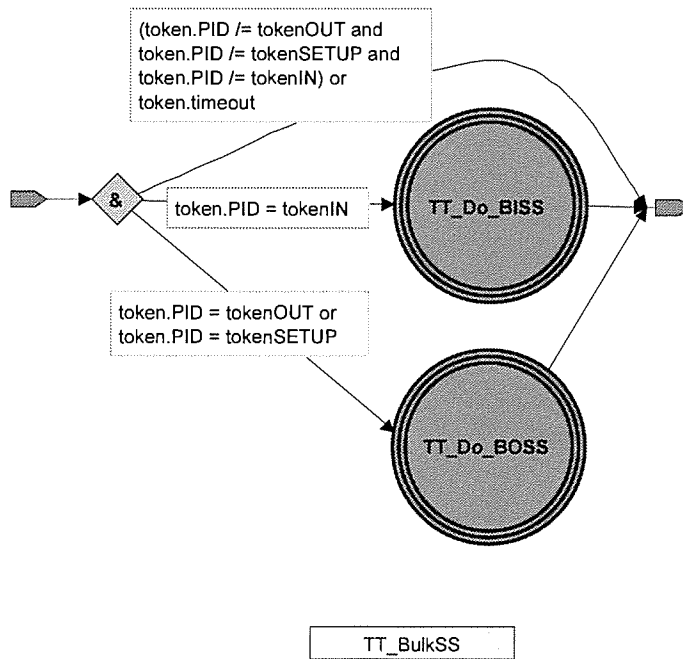 (token.PID /= tokenOUT and
token.PID /= tokenSETUP and
token.PID /= tokenIN) or
token.timeout
&
token.PID = tokenIN
TT_Do_BISS
token.PID = tokenOUT or
token.PID = tokenSETUP
TT_Do_BOSS
TT_BulkSS